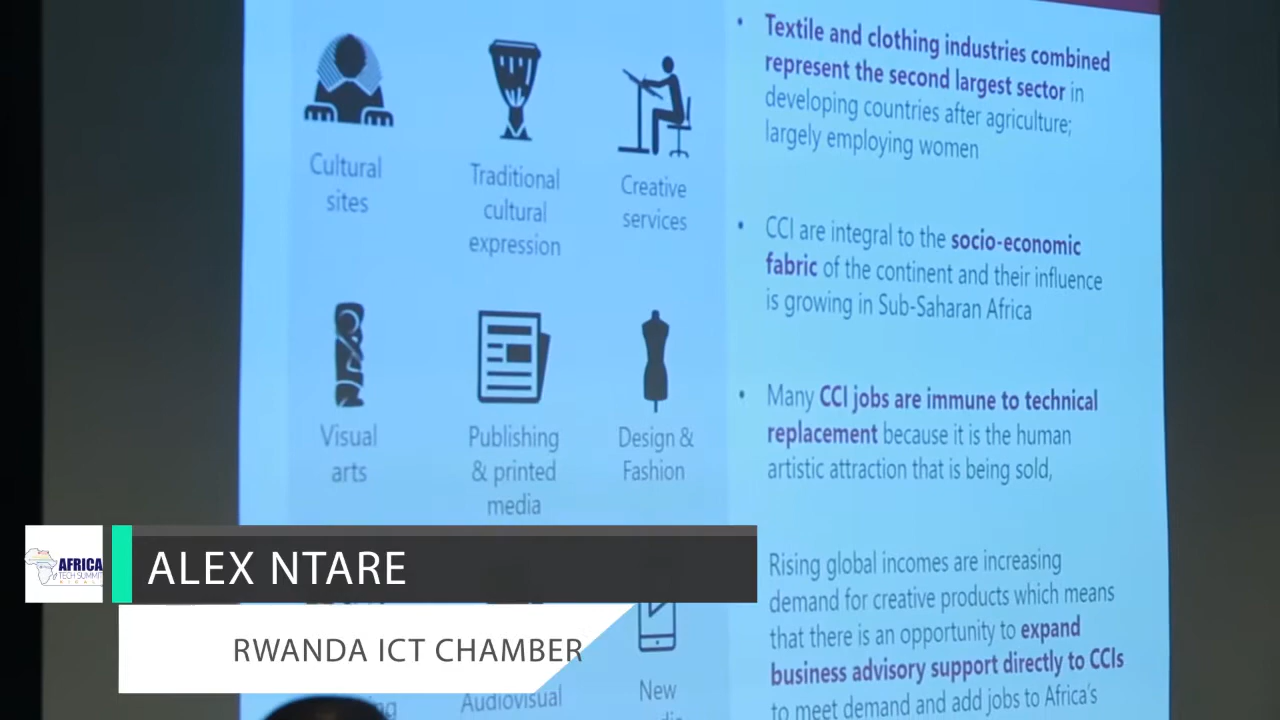 Cultural
sites
Traditional
cultural
expression
Creative
services
Visual
arts
Publishing
& printed
media
Design &
Fashion
Audiovisual
New
• Textile and clothing industries combined
represent the second largest sector in
developing countries after agriculture;
largely employing women
• CCI are integral to the socio-economic
fabric of the continent and their influence
is growing in Sub-Saharan Africa
• Many CCI jobs are immune to technical
replacement because it is the human
artistic attraction that is being sold,
Rising global incomes are increasing
demand for creative products which means
that there is an opportunity to expand
business advisory support directly to CCIs
to meet demand and add jobs to Africa's
AFRICA
TECH SUMMIT
KIGALI
ALEX NTARE
RWANDA ICT CHAMBER